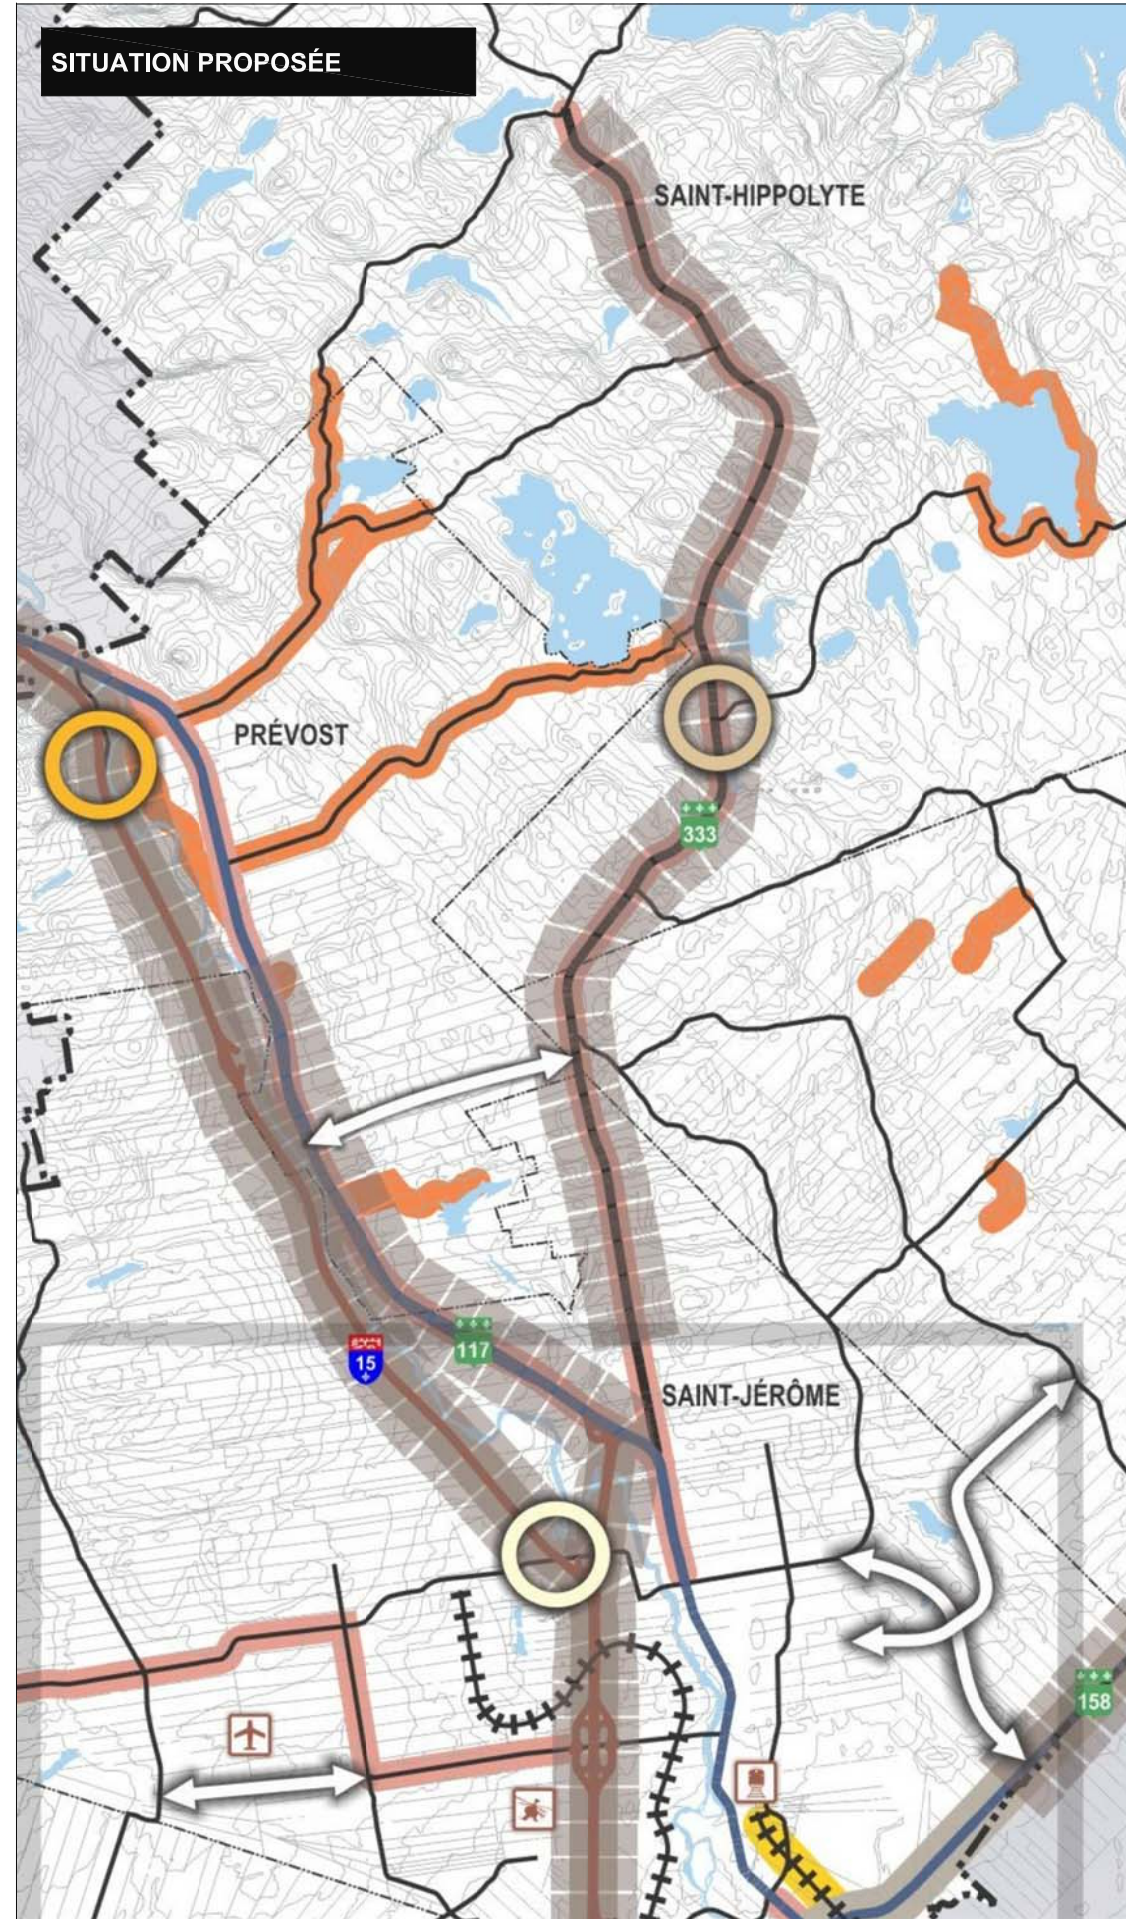 SITUATION PROPOSÉE
SAINT-HIPPOLYTE
PRÉVOST
333
15
117
SAINT-JÉRÔME
158